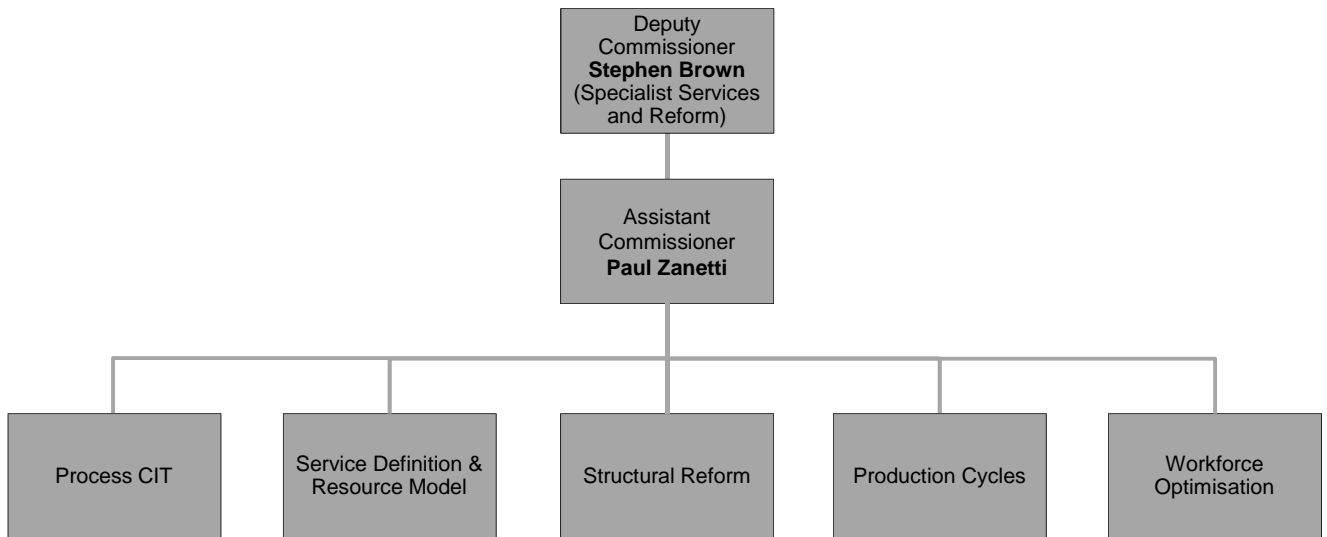 Deputy
Commissioner
Stephen Brown
(Specialist Services
and Reform)
Assistant
Commissioner
Paul Zanetti
Process CIT
Service Definition &
Resource Model
Structural Reform
Production Cycles
Workforce
Optimisation